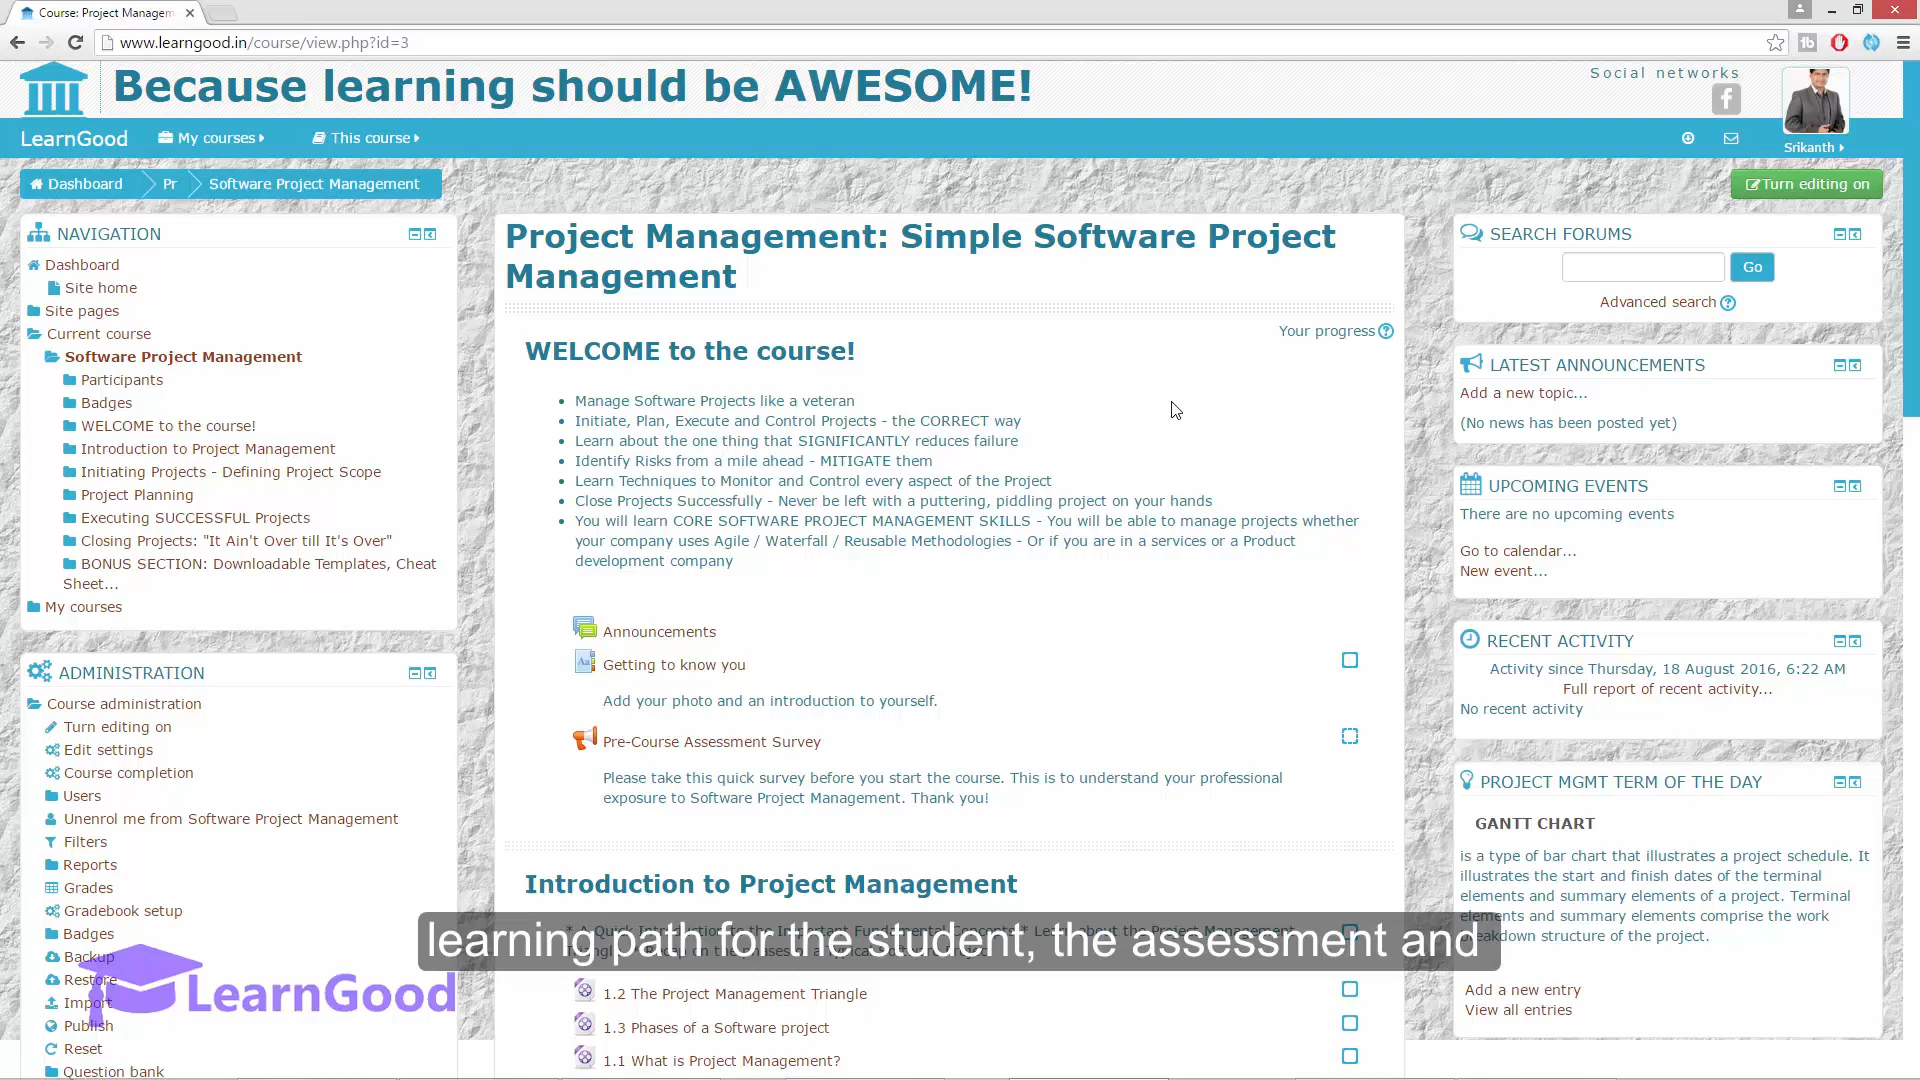 Course: Project Managem
www.learngood.in/course/view.php?id=3
Because learning should be AWESOME!
Social networks
LearnGood
My courses
This course
Srikanth
Dashboard
Pr
Software Project Management
Turn editing on
NAVIGATION
Dashboard
Site home
Site pages
Current course
Software Project Management
Participants
Badges
WELCOME to the course!
Introduction to Project Management
Initiating Projects - Defining Project Scope
Project Planning
Executing SUCCESSFUL Projects
Closing Projects: "It Ain't Over till It's Over"
BONUS SECTION: Downloadable Templates, Cheat
Sheet...
My courses
ADMINISTRATION
Course administration
Turn editing on
Edit settings
Course completion
Users
Unenrol me from Software Project Management
Filters
Reports
Grades
Gradebook setup
Badges
Backup
Restore
Import
Publish
Reset
Question bank
LearnGood
Project Management: Simple Software Project
Management
Your progress
WELCOME to the course!
Manage Software Projects like a veteran
Initiate, Plan, Execute and Control Projects - the CORRECT way
Learn about the one thing that SIGNIFICANTLY reduces failure
Identify Risks from a mile ahead - MITIGATE them
Learn Techniques to Monitor and Control every aspect of the Project
Close Projects Successfully - Never be left with a puttering, piddling project on your hands
You will learn CORE SOFTWARE PROJECT MANAGEMENT SKILLS - You will be able to manage projects whether
your company uses Agile / Waterfall / Reusable Methodologies - Or if you are in a services or a Product
development company
Announcements
Getting to know you
Add your photo and an introduction to yourself.
Pre-Course Assessment Survey
Please take this quick survey before you start the course. This is to understand your professional
exposure to Software Project Management. Thank you!
Introduction to Project Management
learning path for the student, the assessment and
1.2 The Project Management Triangle
1.3 Phases of a Software project
1.1 What is Project Management?
SEARCH FORUMS
Go
Advanced search
LATEST ANNOUNCEMENTS
Add a new topic...
(No news has been posted yet)
UPCOMING EVENTS
There are no upcoming events
Go to calendar...
New event...
RECENT ACTIVITY
Activity since Thursday, 18 August 2016, 6:22 AM
Full report of recent activity...
No recent activity
PROJECT MGMT TERM OF THE DAY
GANTT CHART
is a type of bar chart that illustrates a project schedule. It
illustrates the start and finish dates of the terminal
elements and summary elements of a project. Terminal
elements and summary elements comprise the work
breakdown structure of the project.
Add a new entry
View all entries